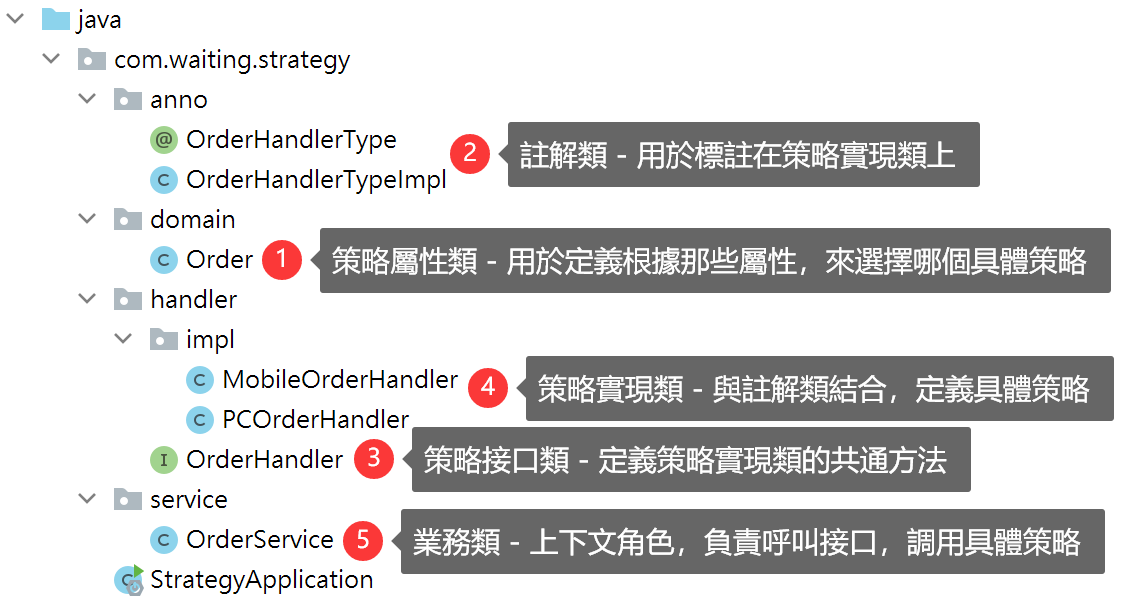 java
com.waiting.strategy
anno
@ OrderHandlerType
2 註解類 - 用於標註在策略實現類上
C OrderHandlerTypeImpl
domain
C Order 1 策略屬性類 - 用於定義根據那些屬性，來選擇哪個具體策略
handler
impl
C MobileOrderHandler 4 策略實現類 - 與註解類結合，定義具體策略
C PCOrderHandler
I OrderHandler 3 策略接口類 - 定義策略實現類的共通方法
service
C OrderService 5 業務類 - 上下文角色，負責呼叫接口，調用具體策略
C StrategyApplication